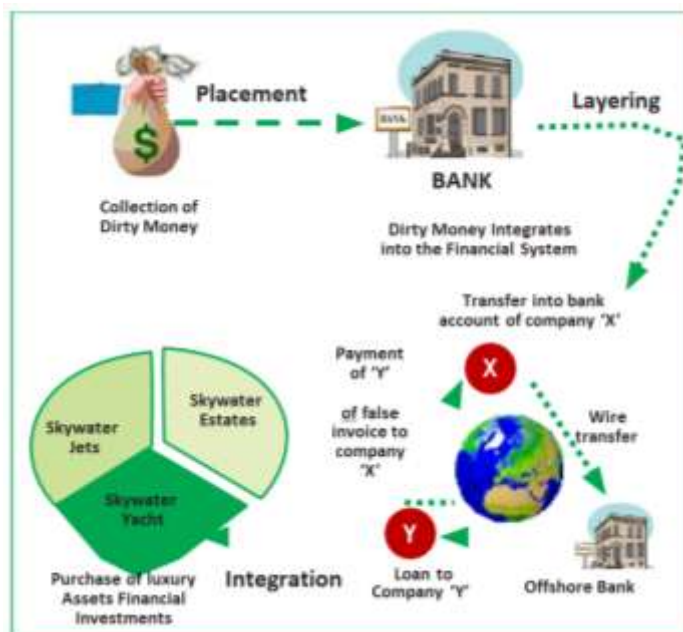 Placement
Layering
$
BANK
BANK
Collection of
Dirty Money
Dirty Money Integrates
into the Financial System
Transfer into bank
account of company 'X'
Payment
of 'Y'
X
of false
invoice to
company
'X'
Wire
transfer
Skywater
Estates
Skywater
Jets
Skywater
Yacht
Y
Integration
Loan to
Company 'Y'
Offshore Bank
Purchase of luxury
Assets Financial
Investments